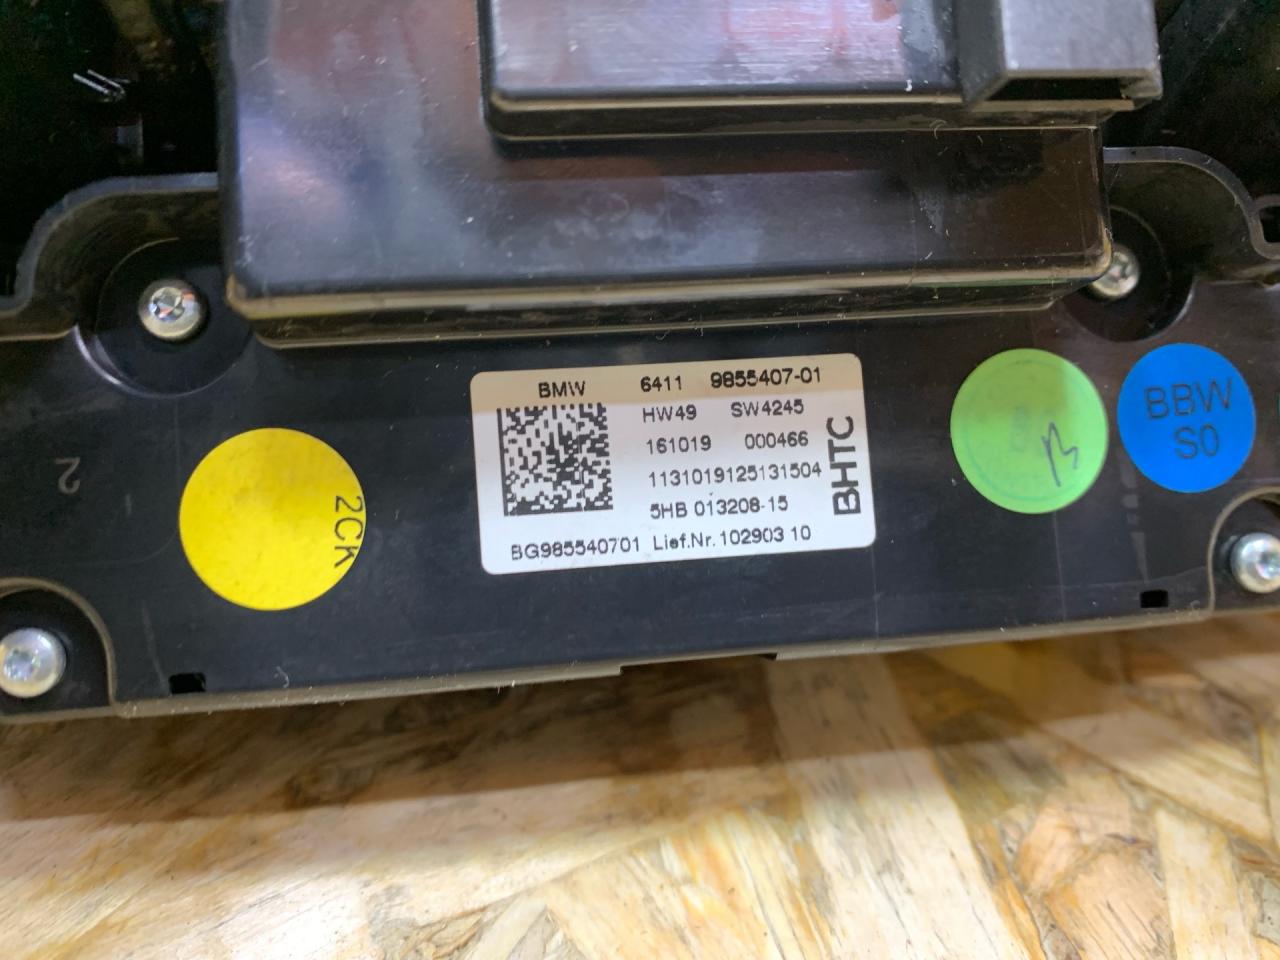 BMW 6411 9855407-01
HW49 SW4245
161019 000466
1131019125131504
5HB 013208-15
BG985540701 Lief.Nr. 102903 10
BHTC
2CK
BBW
S0
2